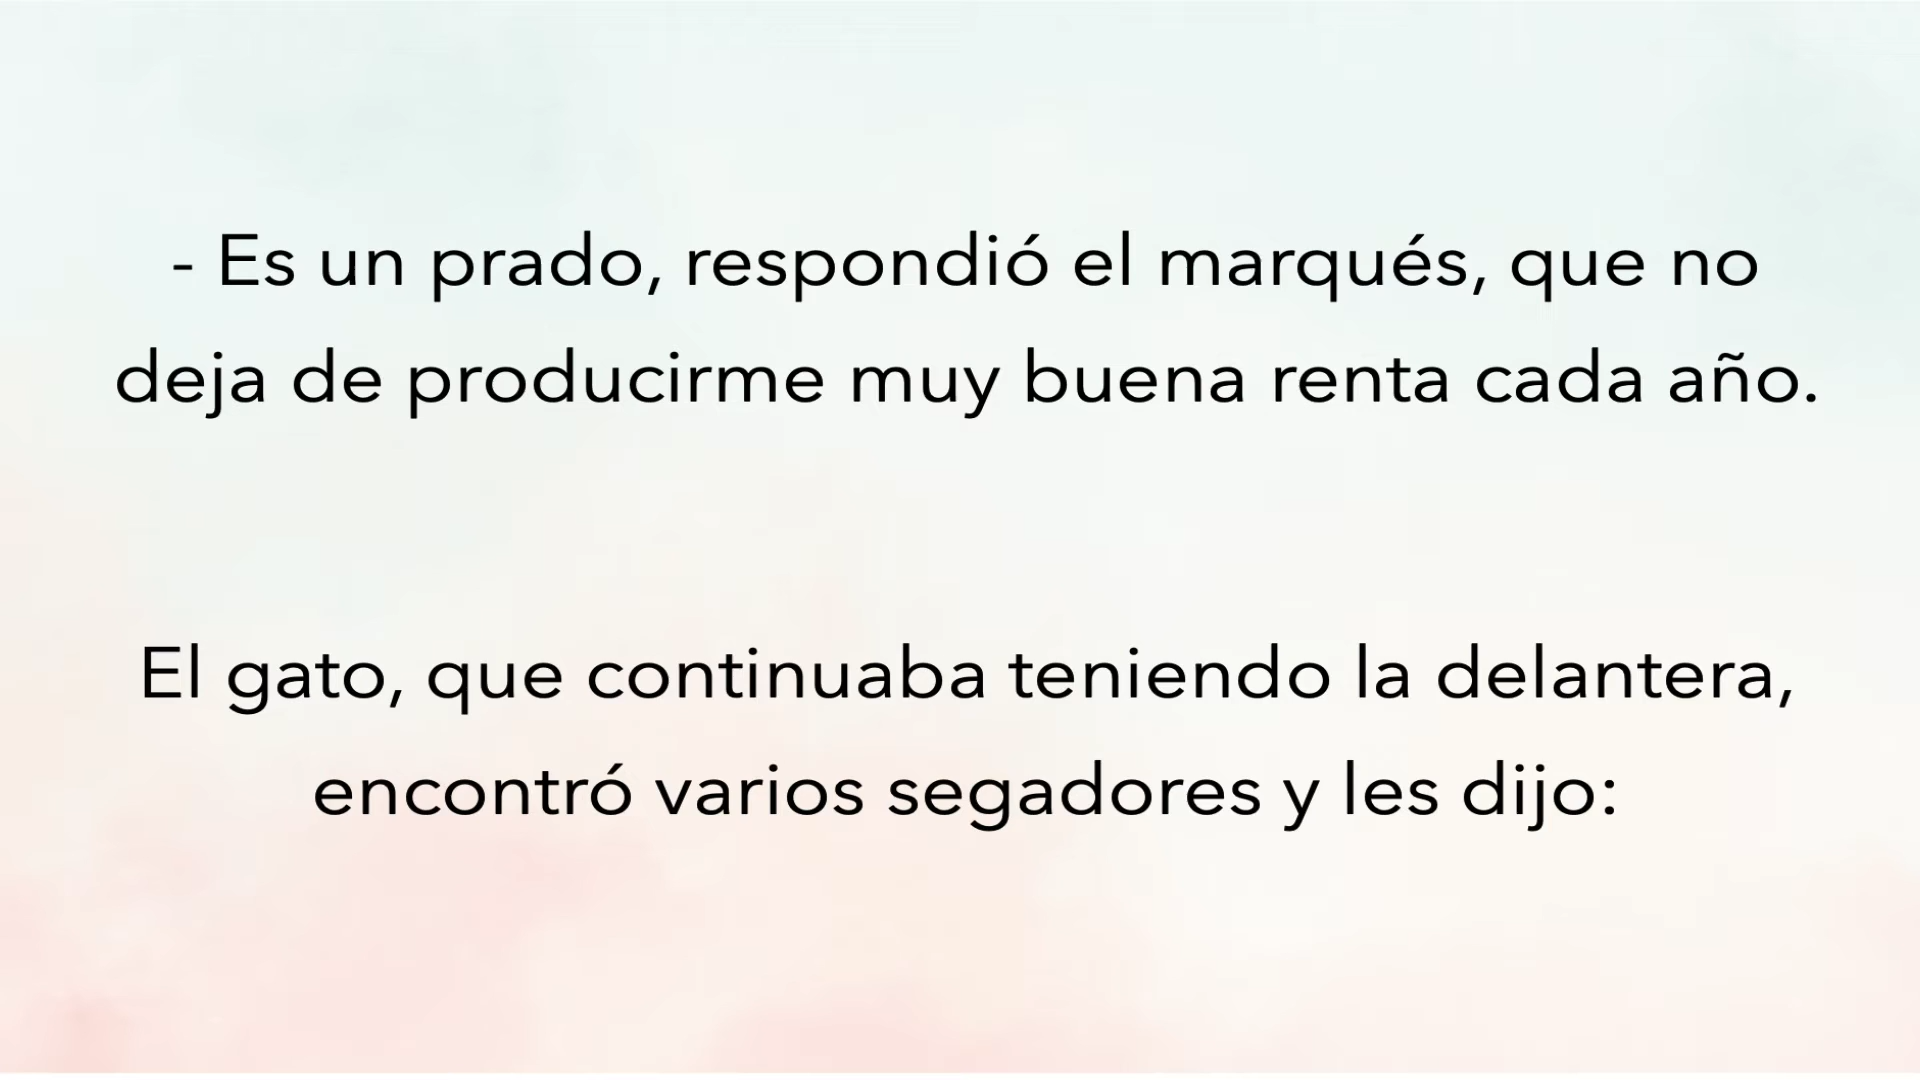 - Es un prado, respondió el marqués, que no
deja de producirme muy buena renta cada año.
El gato, que continuaba teniendo la delantera,
encontró varios segadores y les dijo: